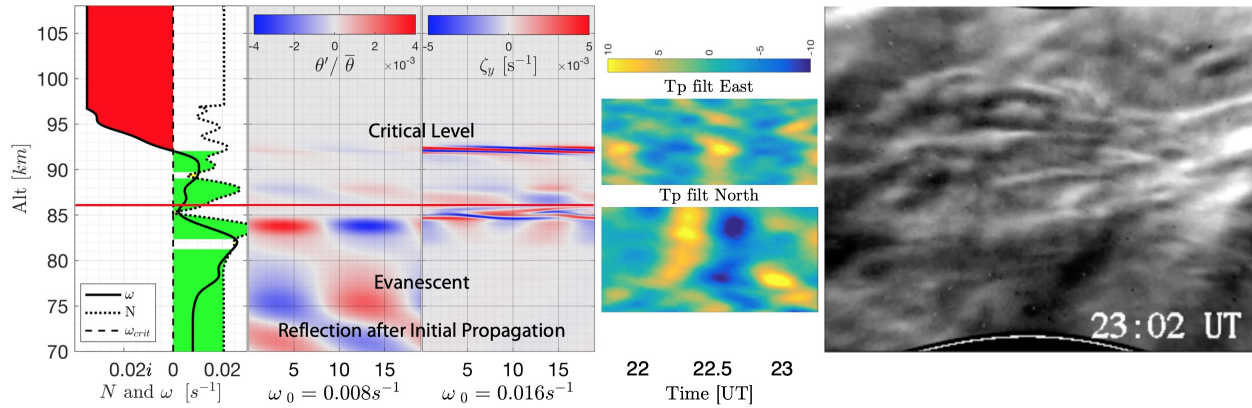 108
105
100
95
90
85
80
75
70
Alt [km]
ω
N
ω_crit
0.02i 0 0.02
N and ω [s⁻¹]
-4 0 2 4
θ′/ θ̅ ×10⁻³
-5 0 5
ζ_y [s⁻¹] ×10⁻³
Critical Level
Evanescent
Reflection after Initial Propagation
5 10 15
ω₀ = 0.008s⁻¹
5 10 15
ω₀ = 0.016s⁻¹
10 5 0 -5 -10
Tp filt East
Tp filt North
22 22.5 23
Time [UT]
23:02 UT